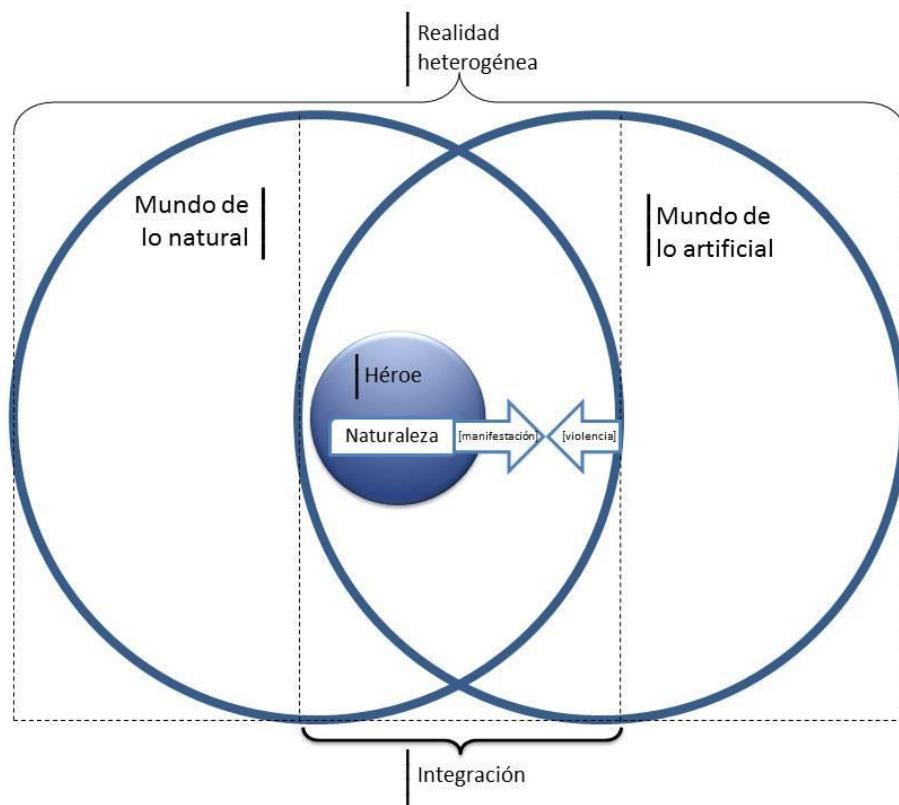 Realidad
heterogénea
Mundo de
lo natural
Mundo de
lo artificial
Héroe
Naturaleza
[manifestación]
[violencia]
Integración